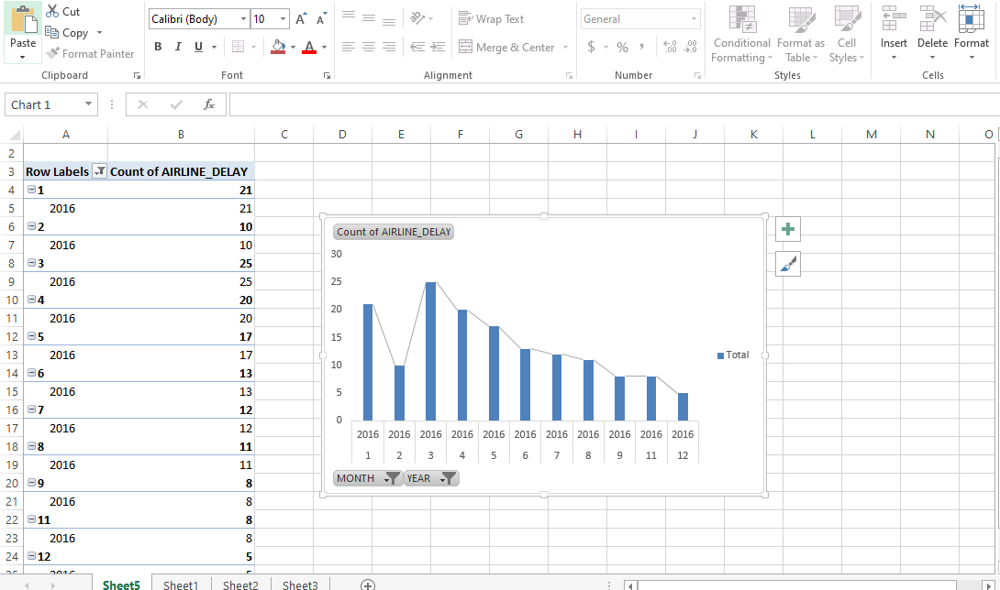 Cut
Calibri (Body) 10 A A
Wrap Text
General
Copy
Paste
Format Painter
B I U A
Merge & Center
$ % , .0 .00 .00 .0
Conditional Formatting
Format as Table
Cell Styles
Insert Delete Format
Clipboard Font Alignment Number Styles Cells
Chart 1 fx
A B C D E F G H I J K L M N O
2
3 Row Labels Count of AIRLINE_DELAY
4 1 21
5 2016 21
6 2 10
7 2016 10
8 3 25
9 2016 25
10 4 20
11 2016 20
12 5 17
13 2016 17
14 6 13
15 2016 13
16 7 12
17 2016 12
18 8 11
19 2016 11
20 9 8
21 2016 8
22 11 8
23 2016 8
24 12 5
25 2016 5
Count of AIRLINE_DELAY
30
25
20
15
10
5
0
Total
2016 2016 2016 2016 2016 2016 2016 2016 2016 2016 2016
1 2 3 4 5 6 7 8 9 11 12
MONTH YEAR
Sheet5 Sheet1 Sheet2 Sheet3